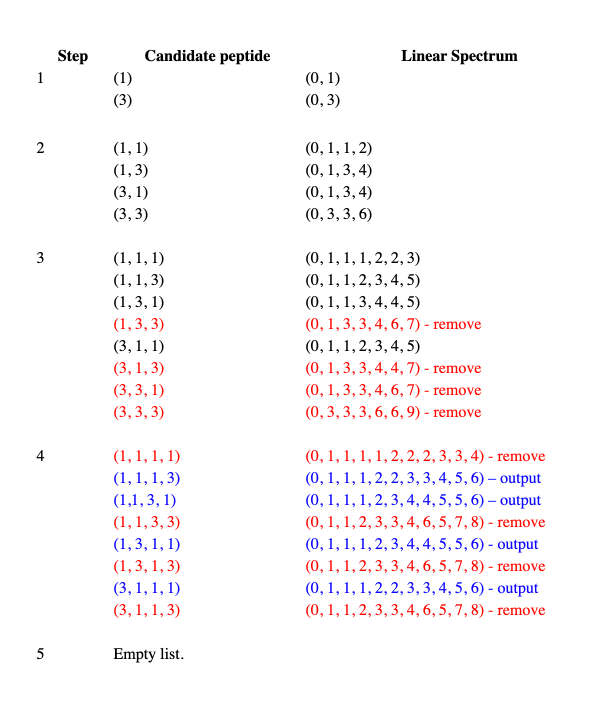 Step Candidate peptide Linear Spectrum
1 (1) (0, 1)
(3) (0, 3)
2 (1, 1) (0, 1, 1, 2)
(1, 3) (0, 1, 3, 4)
(3, 1) (0, 1, 3, 4)
(3, 3) (0, 3, 3, 6)
3 (1, 1, 1) (0, 1, 1, 1, 2, 2, 3)
(1, 1, 3) (0, 1, 1, 2, 3, 4, 5)
(1, 3, 1) (0, 1, 1, 3, 4, 4, 5)
(1, 3, 3) (0, 1, 3, 3, 4, 6, 7) - remove
(3, 1, 1) (0, 1, 1, 2, 3, 4, 5)
(3, 1, 3) (0, 1, 3, 3, 4, 4, 7) - remove
(3, 3, 1) (0, 1, 3, 3, 4, 6, 7) - remove
(3, 3, 3) (0, 3, 3, 3, 6, 6, 9) - remove
4 (1, 1, 1, 1) (0, 1, 1, 1, 1, 2, 2, 2, 3, 3, 4) - remove
(1, 1, 1, 3) (0, 1, 1, 1, 2, 2, 3, 3, 4, 5, 6) – output
(1,1, 3, 1) (0, 1, 1, 1, 2, 3, 4, 4, 5, 5, 6) – output
(1, 1, 3, 3) (0, 1, 1, 2, 3, 3, 4, 6, 5, 7, 8) - remove
(1, 3, 1, 1) (0, 1, 1, 1, 2, 3, 4, 4, 5, 5, 6) - output
(1, 3, 1, 3) (0, 1, 1, 2, 3, 3, 4, 6, 5, 7, 8) - remove
(3, 1, 1, 1) (0, 1, 1, 1, 2, 2, 3, 3, 4, 5, 6) - output
(3, 1, 1, 3) (0, 1, 1, 2, 3, 3, 4, 6, 5, 7, 8) - remove
5 Empty list.